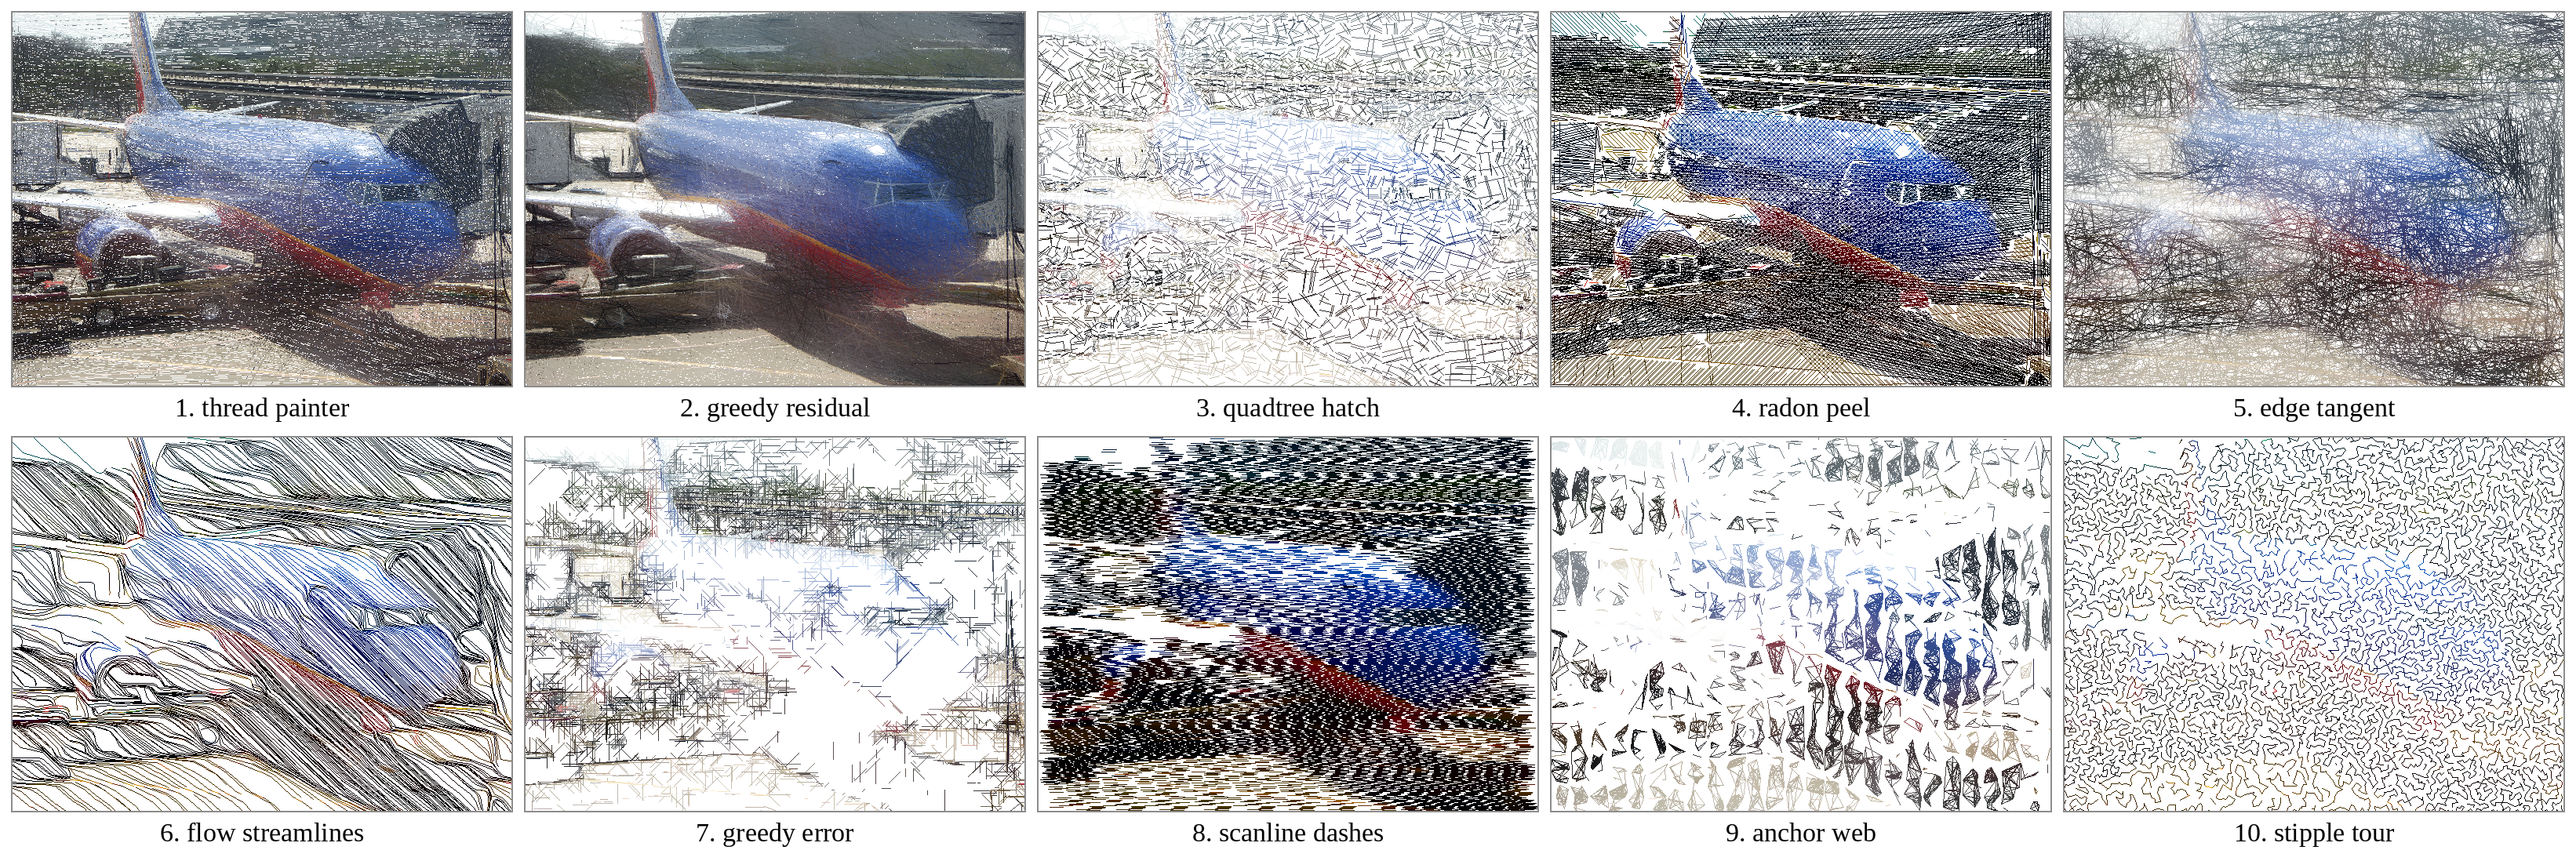 1. thread painter
2. greedy residual
3. quadtree hatch
4. radon peel
5. edge tangent
6. flow streamlines
7. greedy error
8. scanline dashes
9. anchor web
10. stipple tour